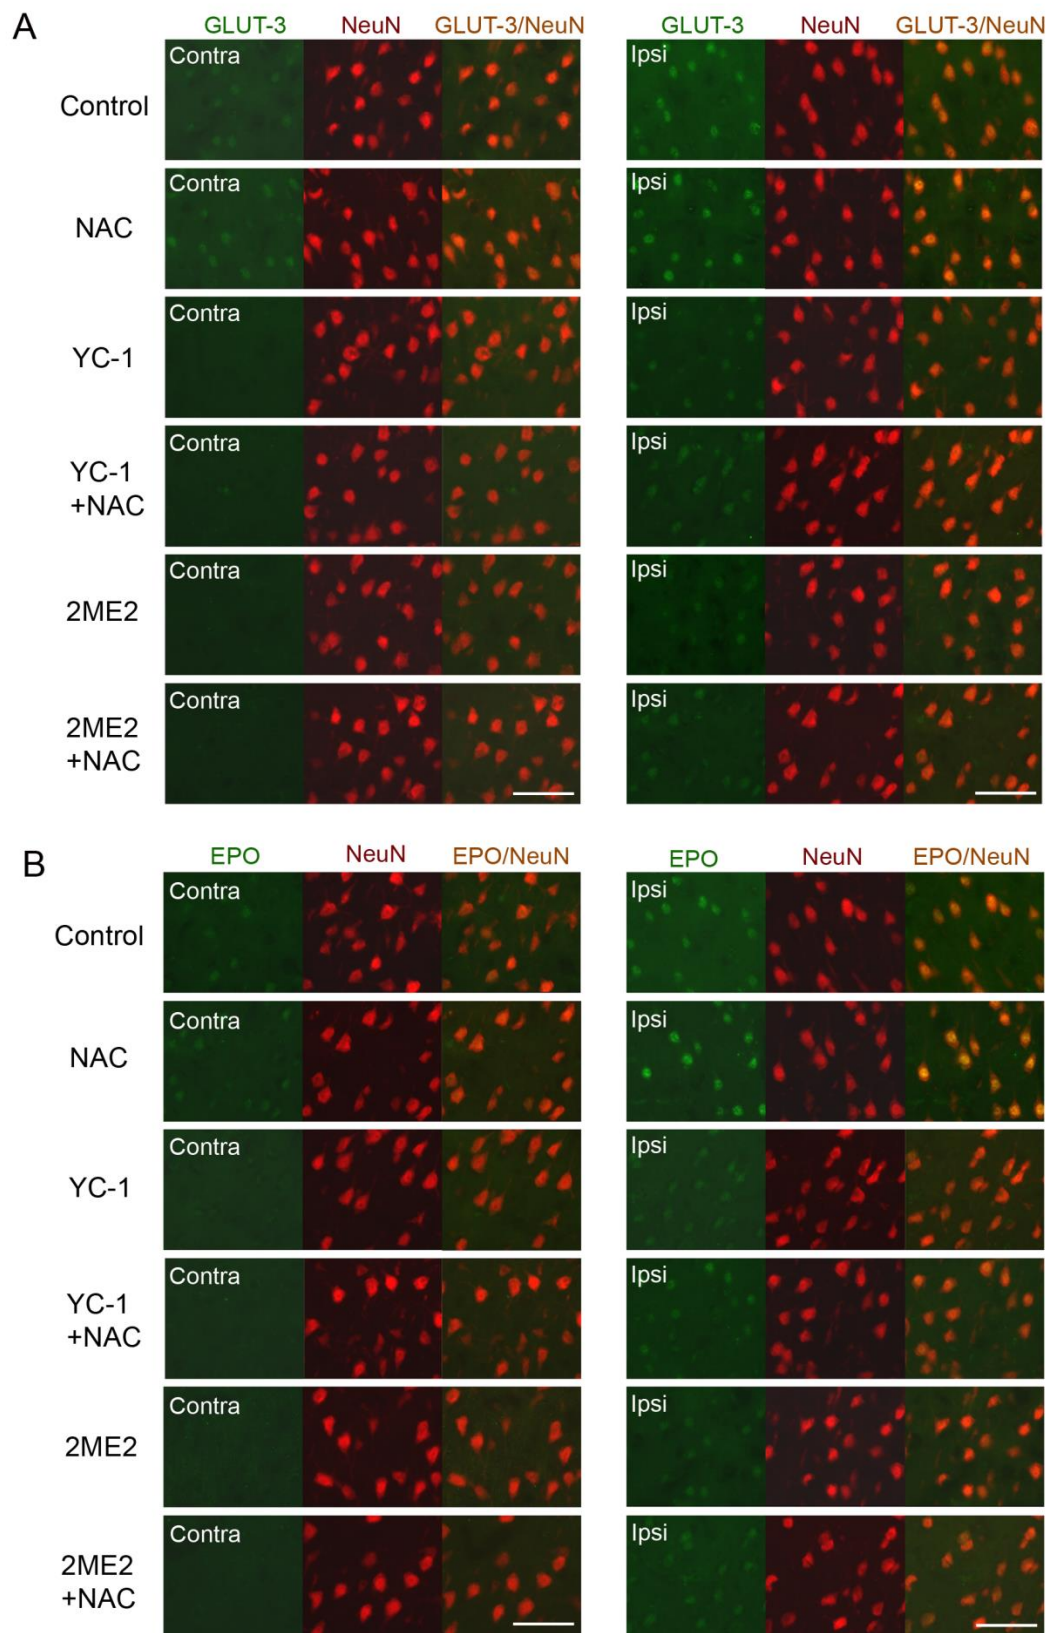 A
GLUT-3 NeuN GLUT-3/NeuN GLUT-3 NeuN GLUT-3/NeuN
Control Contra Ipsi
NAC Contra Ipsi
YC-1 Contra Ipsi
YC-1
+NAC Contra Ipsi
2ME2 Contra Ipsi
2ME2
+NAC Contra Ipsi
B
EPO NeuN EPO/NeuN EPO NeuN EPO/NeuN
Control Contra Ipsi
NAC Contra Ipsi
YC-1 Contra Ipsi
YC-1
+NAC Contra Ipsi
2ME2 Contra Ipsi
2ME2
+NAC Contra Ipsi